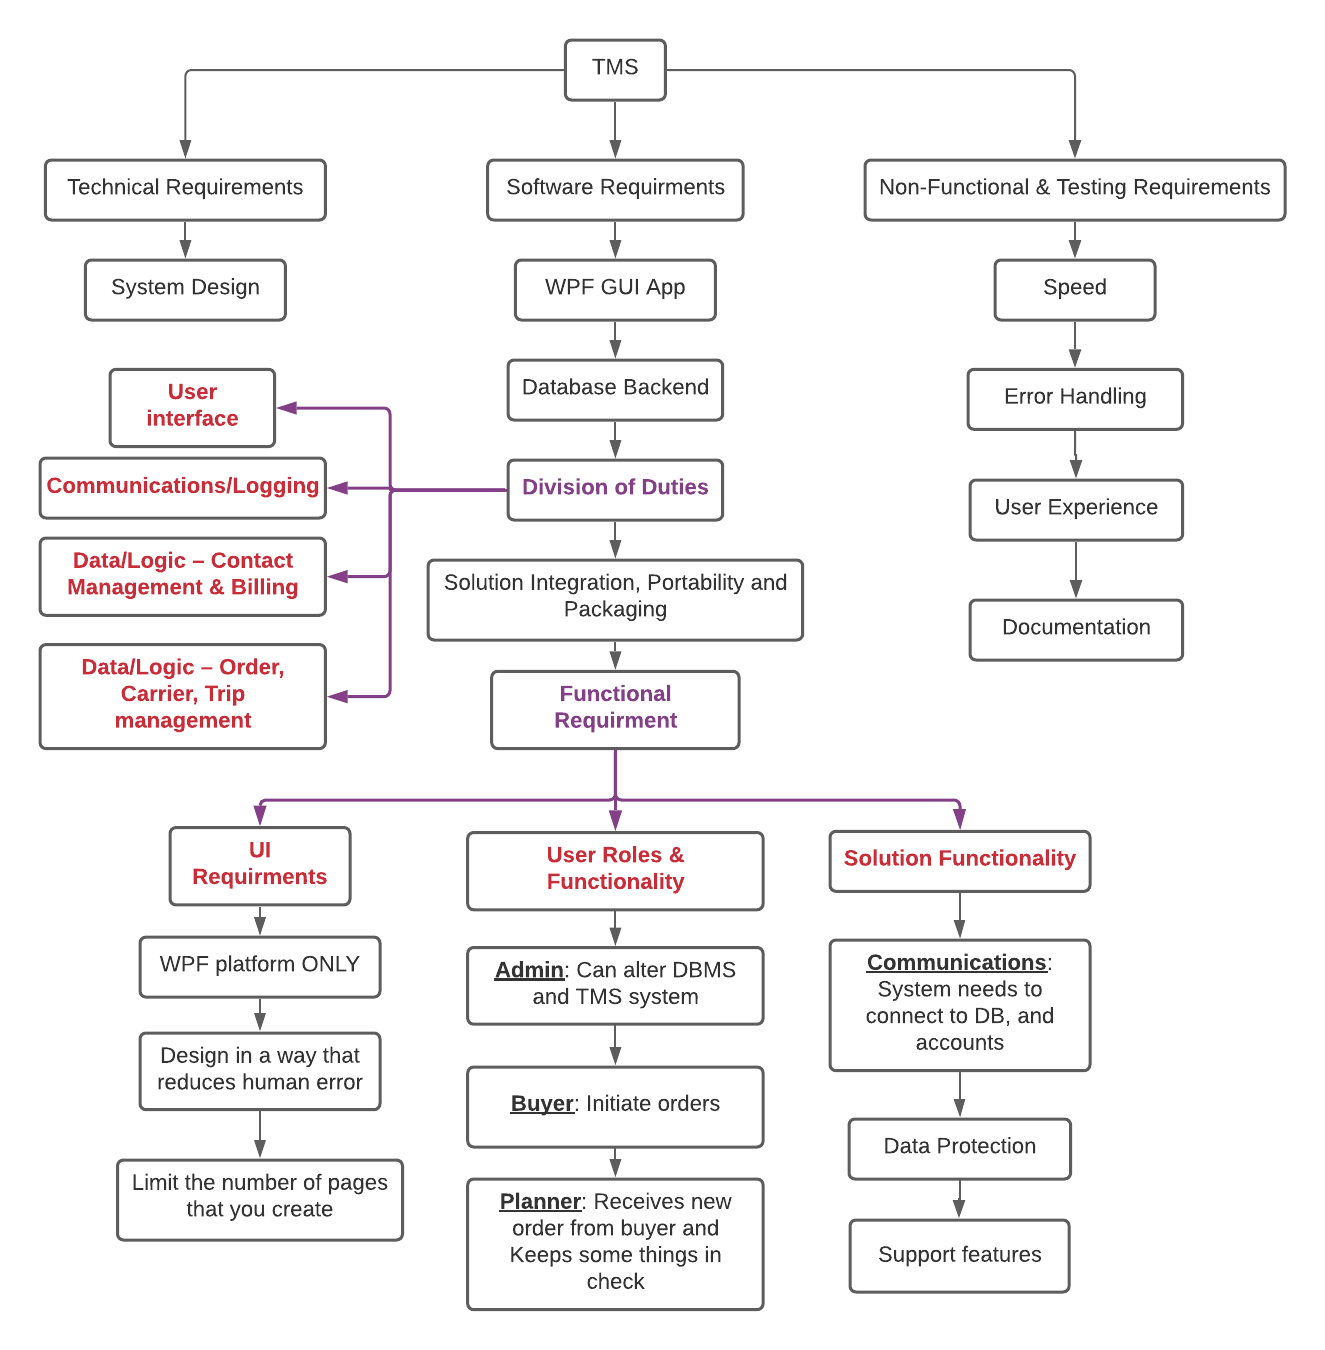 TMS
Technical Requirements
Software Requirments
Non-Functional & Testing Requirements
System Design
WPF GUI App
Speed
Database Backend
Error Handling
User
interface
Communications/Logging
Division of Duties
User Experience
Data/Logic – Contact
Management & Billing
Solution Integration, Portability and
Packaging
Documentation
Data/Logic – Order,
Carrier, Trip
management
Functional
Requirment
UI
Requirments
User Roles &
Functionality
Solution Functionality
WPF platform ONLY
Admin: Can alter DBMS
and TMS system
Communications:
System needs to
connect to DB, and
accounts
Design in a way that
reduces human error
Buyer: Initiate orders
Data Protection
Limit the number of pages
that you create
Planner: Receives new
order from buyer and
Keeps some things in
check
Support features